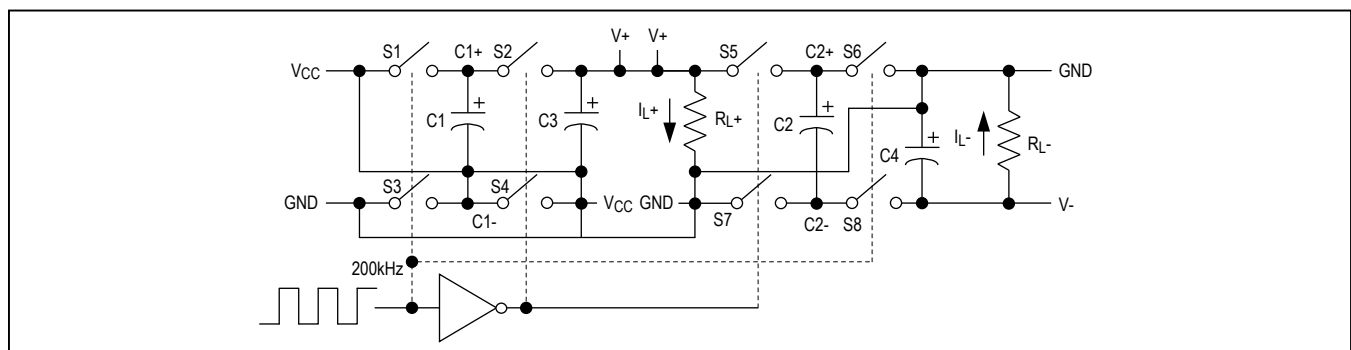 V+ V+
S1 C1+ S2 S5 C2+ S6
VCC GND
C1 C3 IL+ RL+ C2 C4 IL- RL-
+ + + +
S3 S4
GND VCC GND V-
C1- S7 C2- S8
200kHz